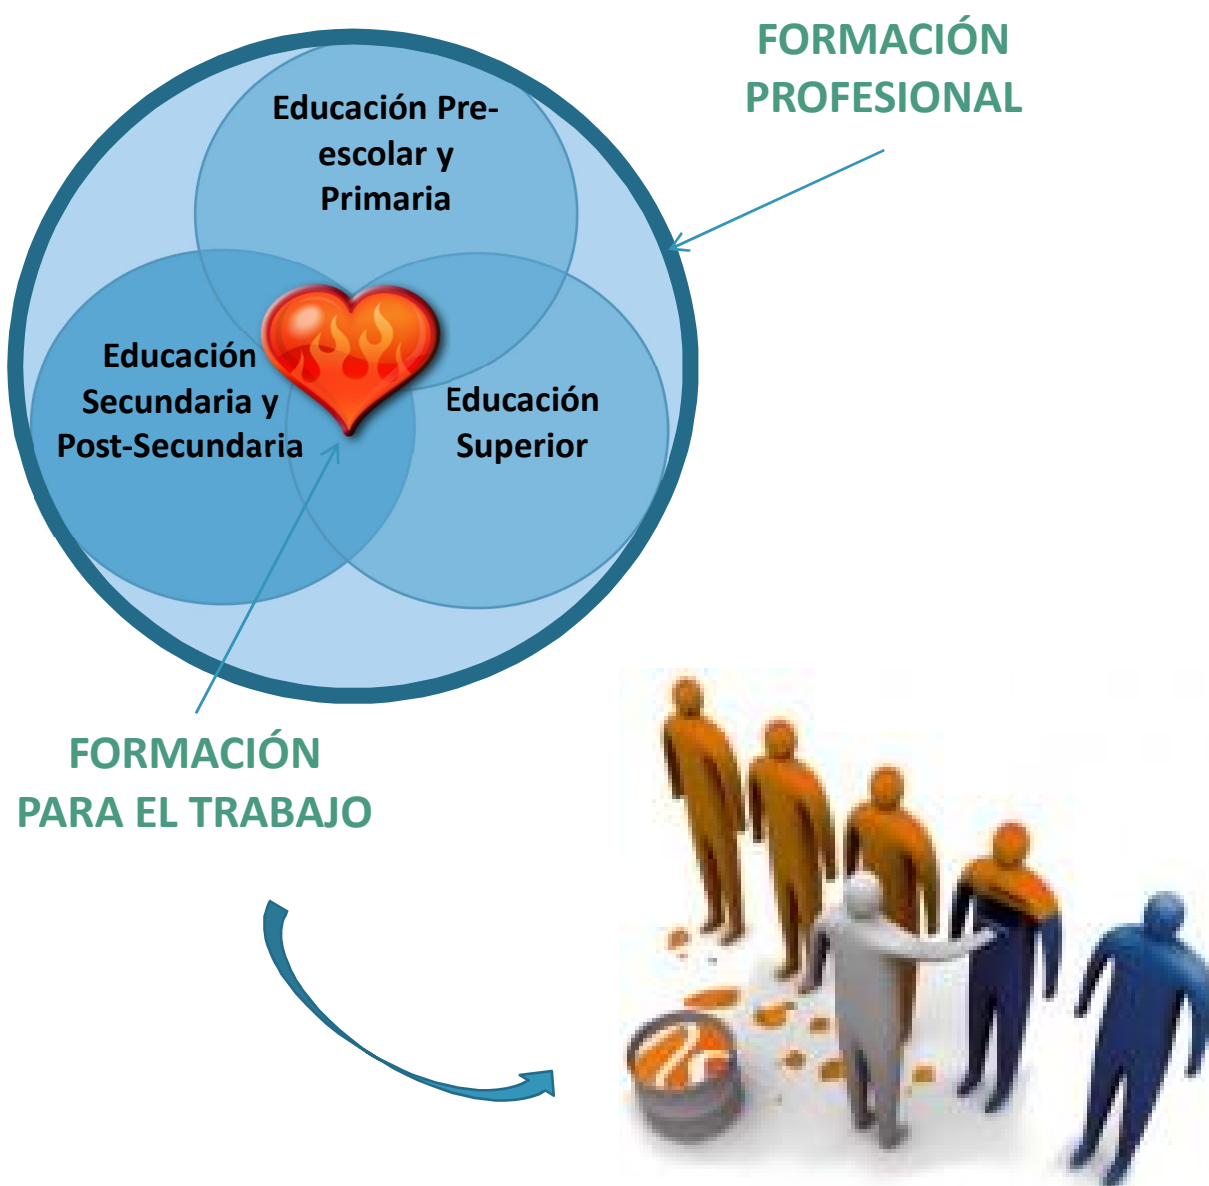 FORMACIÓN
PROFESIONAL
Educación Pre-
escolar y
Primaria
Educación
Secundaria y
Post-Secundaria
Educación
Superior
FORMACIÓN
PARA EL TRABAJO